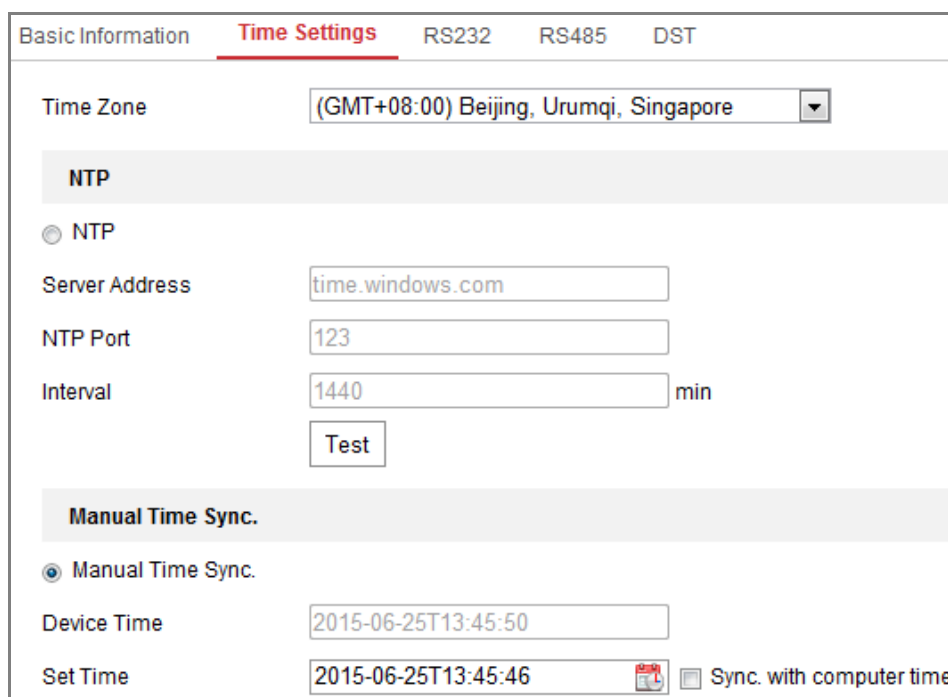 Basic Information Time Settings RS232 RS485 DST
Time Zone (GMT+08:00) Beijing, Urumqi, Singapore
NTP
NTP
Server Address time.windows.com
NTP Port 123
Interval 1440 min
Test
Manual Time Sync.
Manual Time Sync.
Device Time 2015-06-25T13:45:50
Set Time 2015-06-25T13:45:46 Sync. with computer time